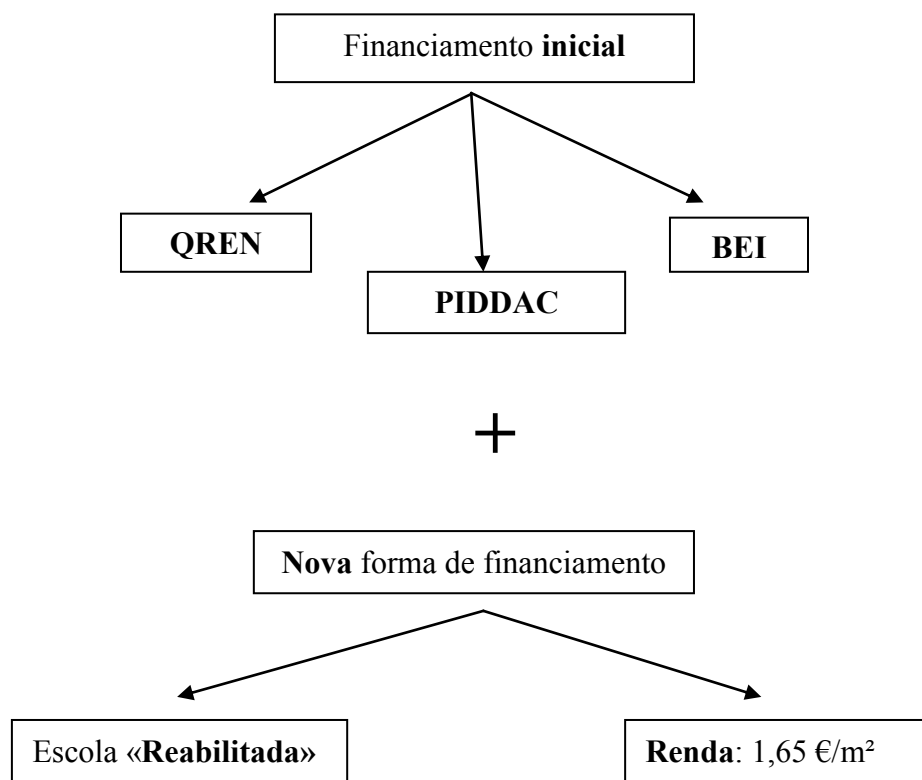 Financiamento inicial
QREN
BEI
PIDDAC
+
Nova forma de financiamento
Escola «Reabilitada»
Renda: 1,65 €/m²